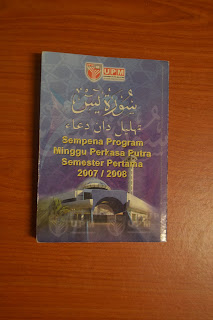 UPM
سورة يس
تهليل دان دعاء
Sempena Program
Minggu Perkasa Putra
Semester Pertama
2007 / 2008